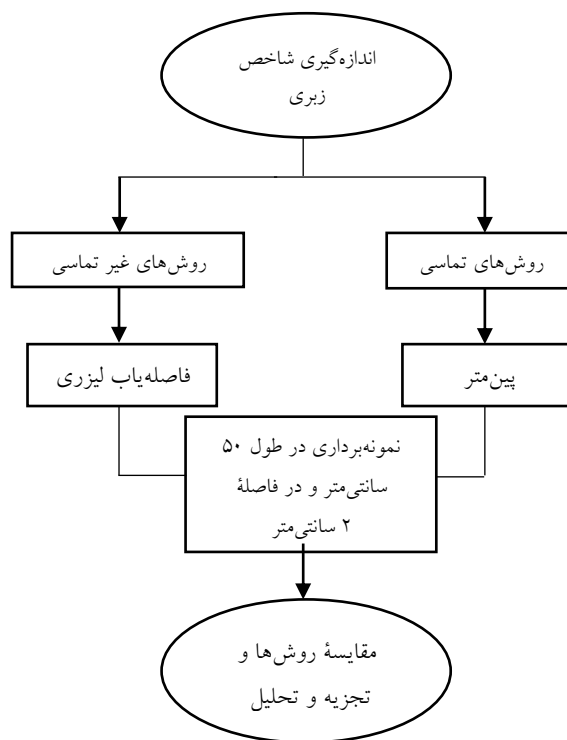 اندازه‌گیری شاخص
زبری
روش‌های تماسی
روش‌های غیر تماسی
پین‌متر
فاصله‌یاب لیزری
نمونه‌برداری در طول ۵۰
سانتی‌متر و در فاصلهٔ
۲ سانتی‌متر
مقایسهٔ روش‌ها و
تجزیه و تحلیل